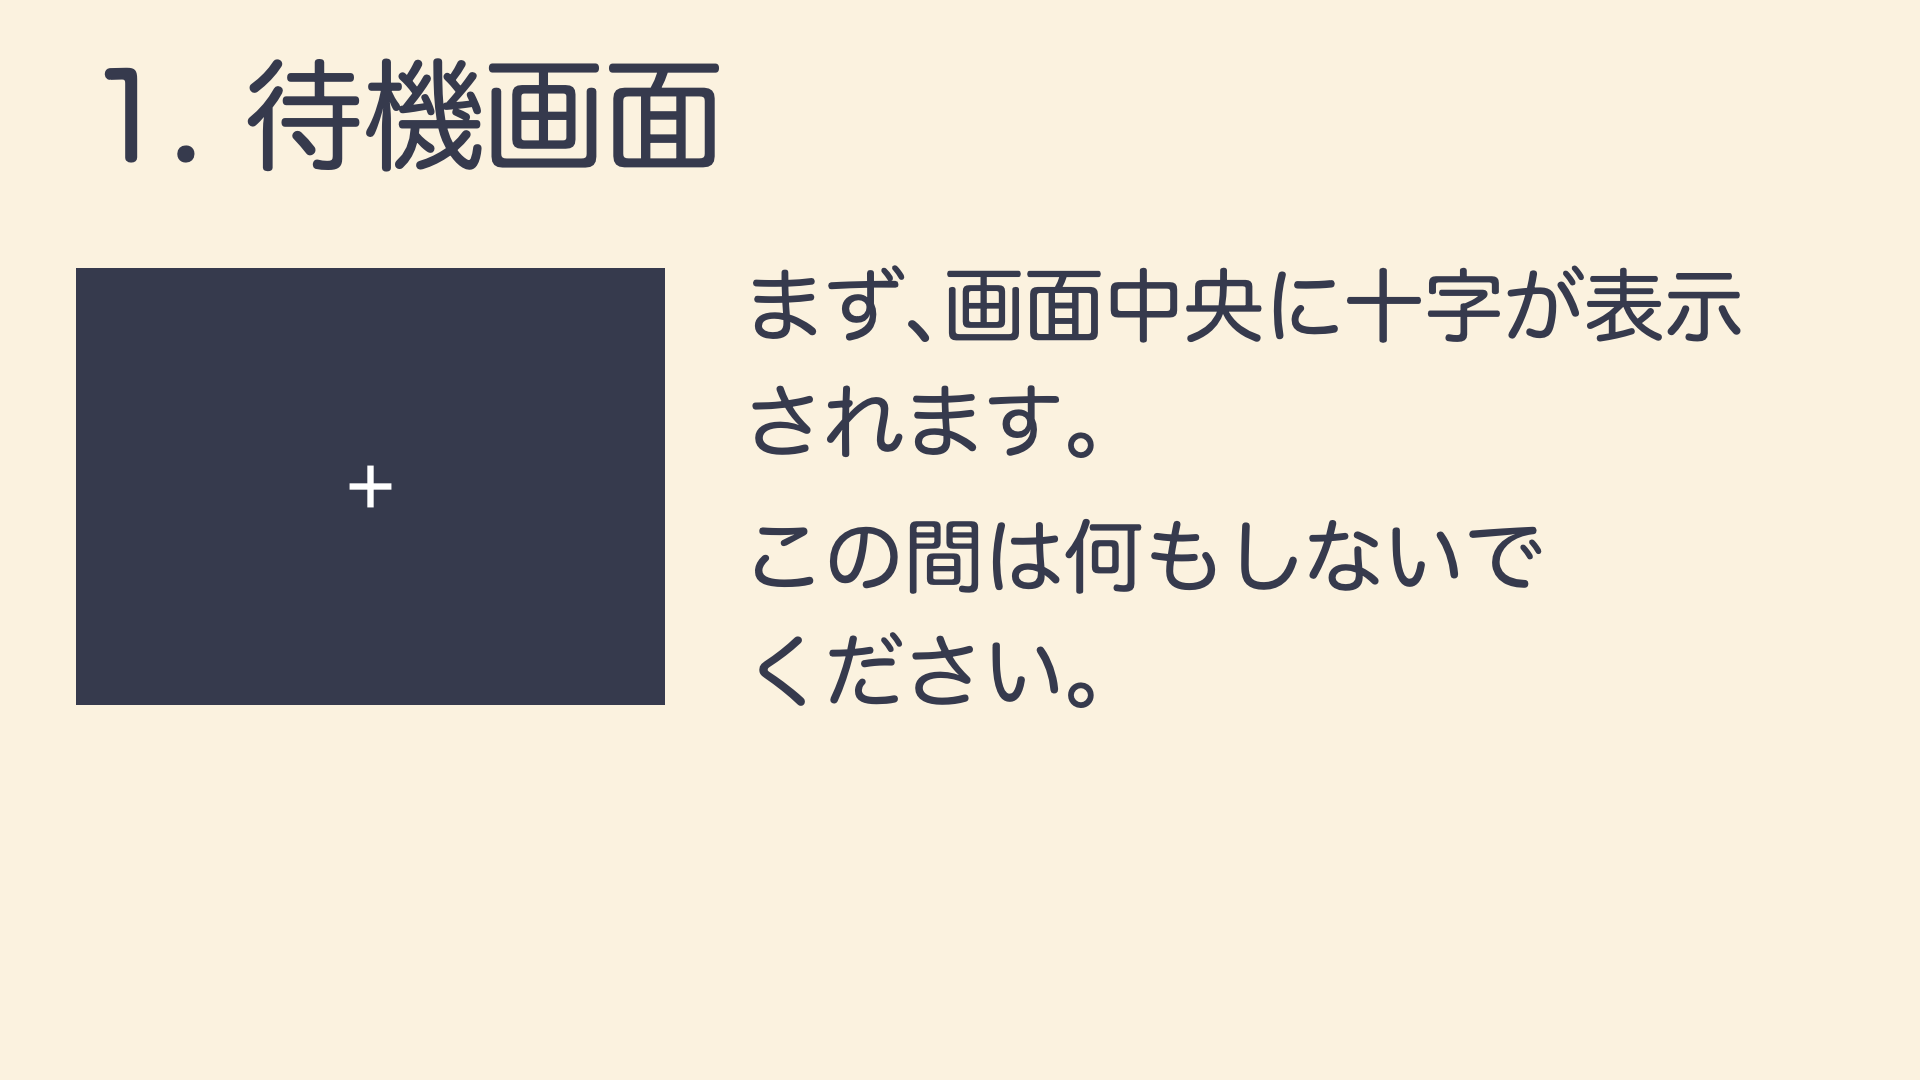 1. 待機画面
まず、画面中央に十字が表示
されます。
この間は何もしないで
ください。
+